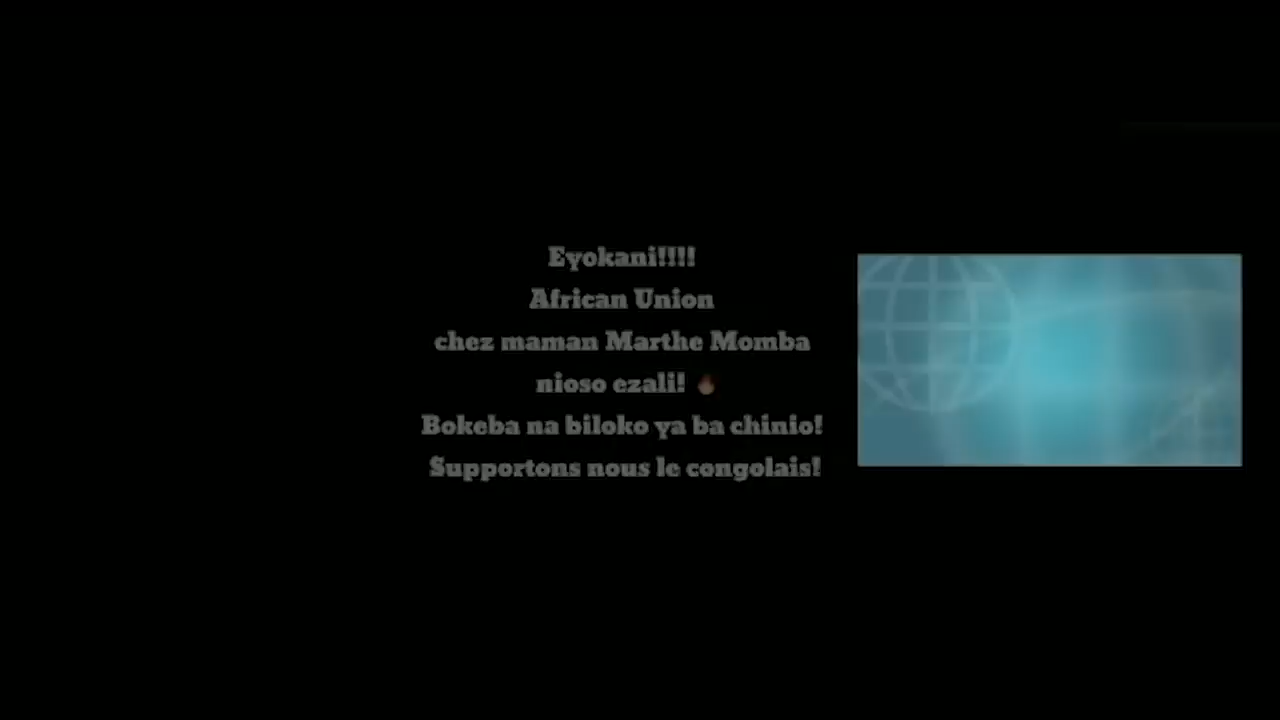 Eyokani!!!!
African Union
chez maman Marthe Momba
nioso ezali! 🔥
Bokeba na biloko ya ba chinio!
Supportons nous le congolais!